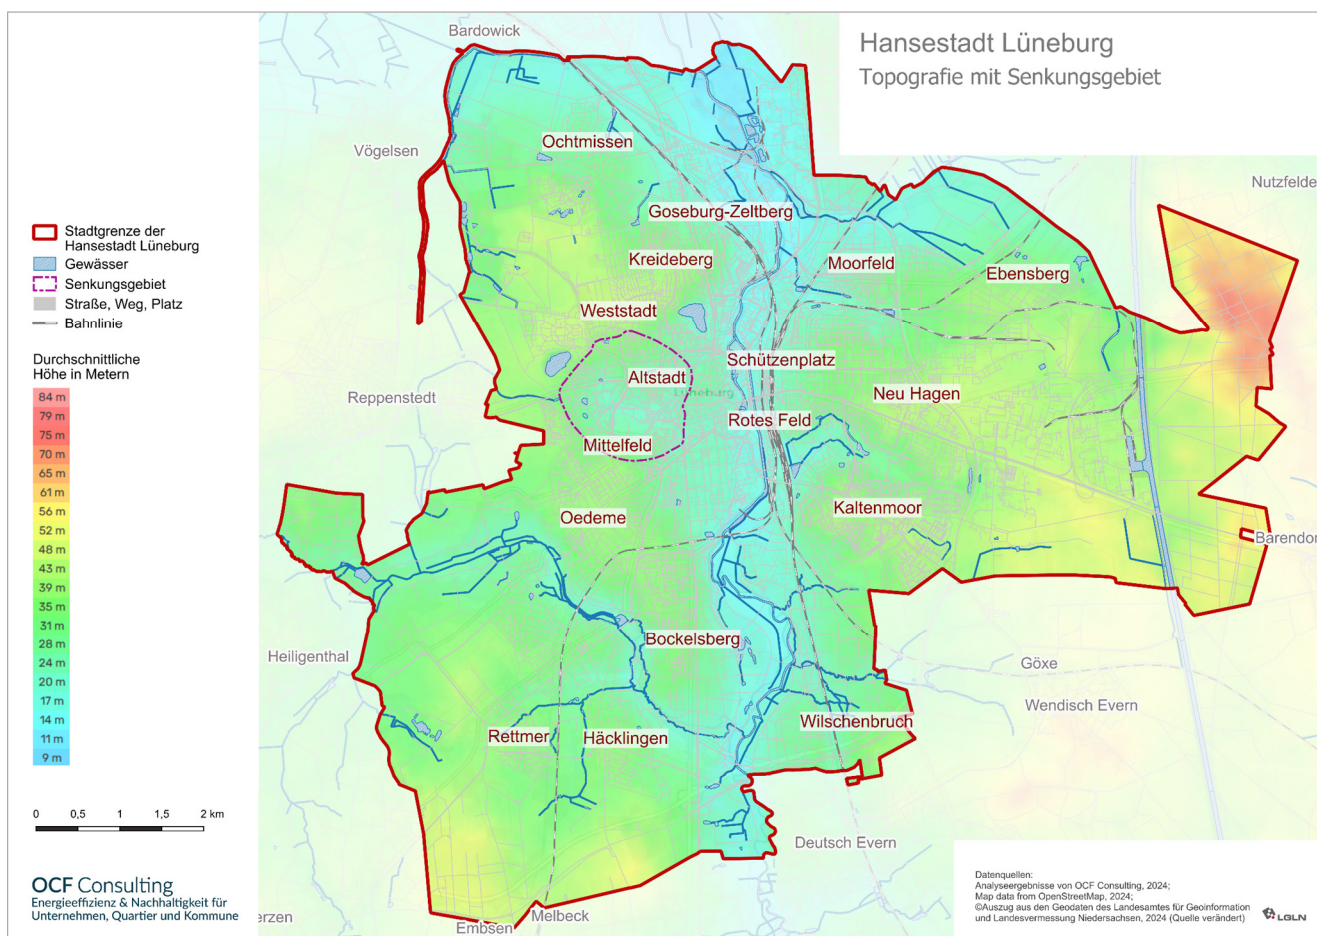 Hansestadt Lüneburg
Topografie mit Senkungsgebiet
Bardowick
Vögelsen
Ochtmissen
Nutzfelde
Goseburg-Zeltberg
Kreideberg
Moorfeld
Ebensberg
Weststadt
Schützenplatz
Altstadt
Lüneburg
Neu Hagen
Reppenstedt
Rotes Feld
Mittelfeld
Oedeme
Kaltenmoor
Barendor
Bockelsberg
Heiligenthal
Göxe
Wendisch Evern
Wilschenbruch
Rettmer
Häcklingen
Deutsch Evern
Melbeck
Embsen
erzen
Stadtgrenze der
Hansestadt Lüneburg
Gewässer
Senkungsgebiet
Straße, Weg, Platz
Bahnlinie
Durchschnittliche
Höhe in Metern
84 m
79 m
75 m
70 m
65 m
61 m
56 m
52 m
48 m
43 m
39 m
35 m
31 m
28 m
24 m
20 m
17 m
14 m
11 m
9 m
0 0,5 1 1,5 2 km
OCF Consulting
Energieeffizienz & Nachhaltigkeit für
Unternehmen, Quartier und Kommune
Datenquellen:
Analyseergebnisse von OCF Consulting, 2024;
Map data from OpenStreetMap, 2024;
©Auszug aus den Geodaten des Landesamtes für Geoinformation
und Landesvermessung Niedersachsen, 2024 (Quelle verändert)
LGLN